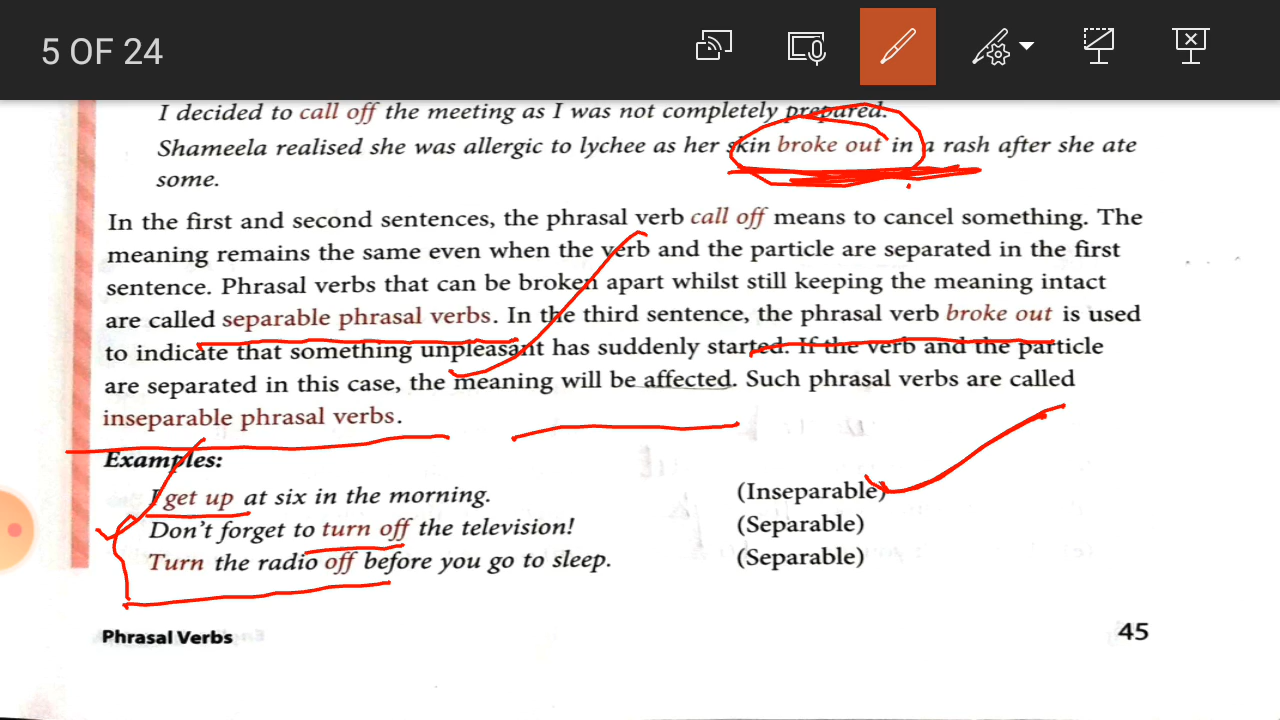 5 OF 24
I decided to call off the meeting as I was not completely prepared.
Shameela realised she was allergic to lychee as her skin broke out in a rash after she ate
some.
In the first and second sentences, the phrasal verb call off means to cancel something. The
meaning remains the same even when the verb and the particle are separated in the first
sentence. Phrasal verbs that can be broken apart whilst still keeping the meaning intact
are called separable phrasal verbs. In the third sentence, the phrasal verb broke out is used
to indicate that something unpleasant has suddenly started. If the verb and the particle
are separated in this case, the meaning will be affected. Such phrasal verbs are called
inseparable phrasal verbs.
Examples:
I get up at six in the morning. (Inseparable)
Don't forget to turn off the television! (Separable)
Turn the radio off before you go to sleep. (Separable)
Phrasal Verbs 45